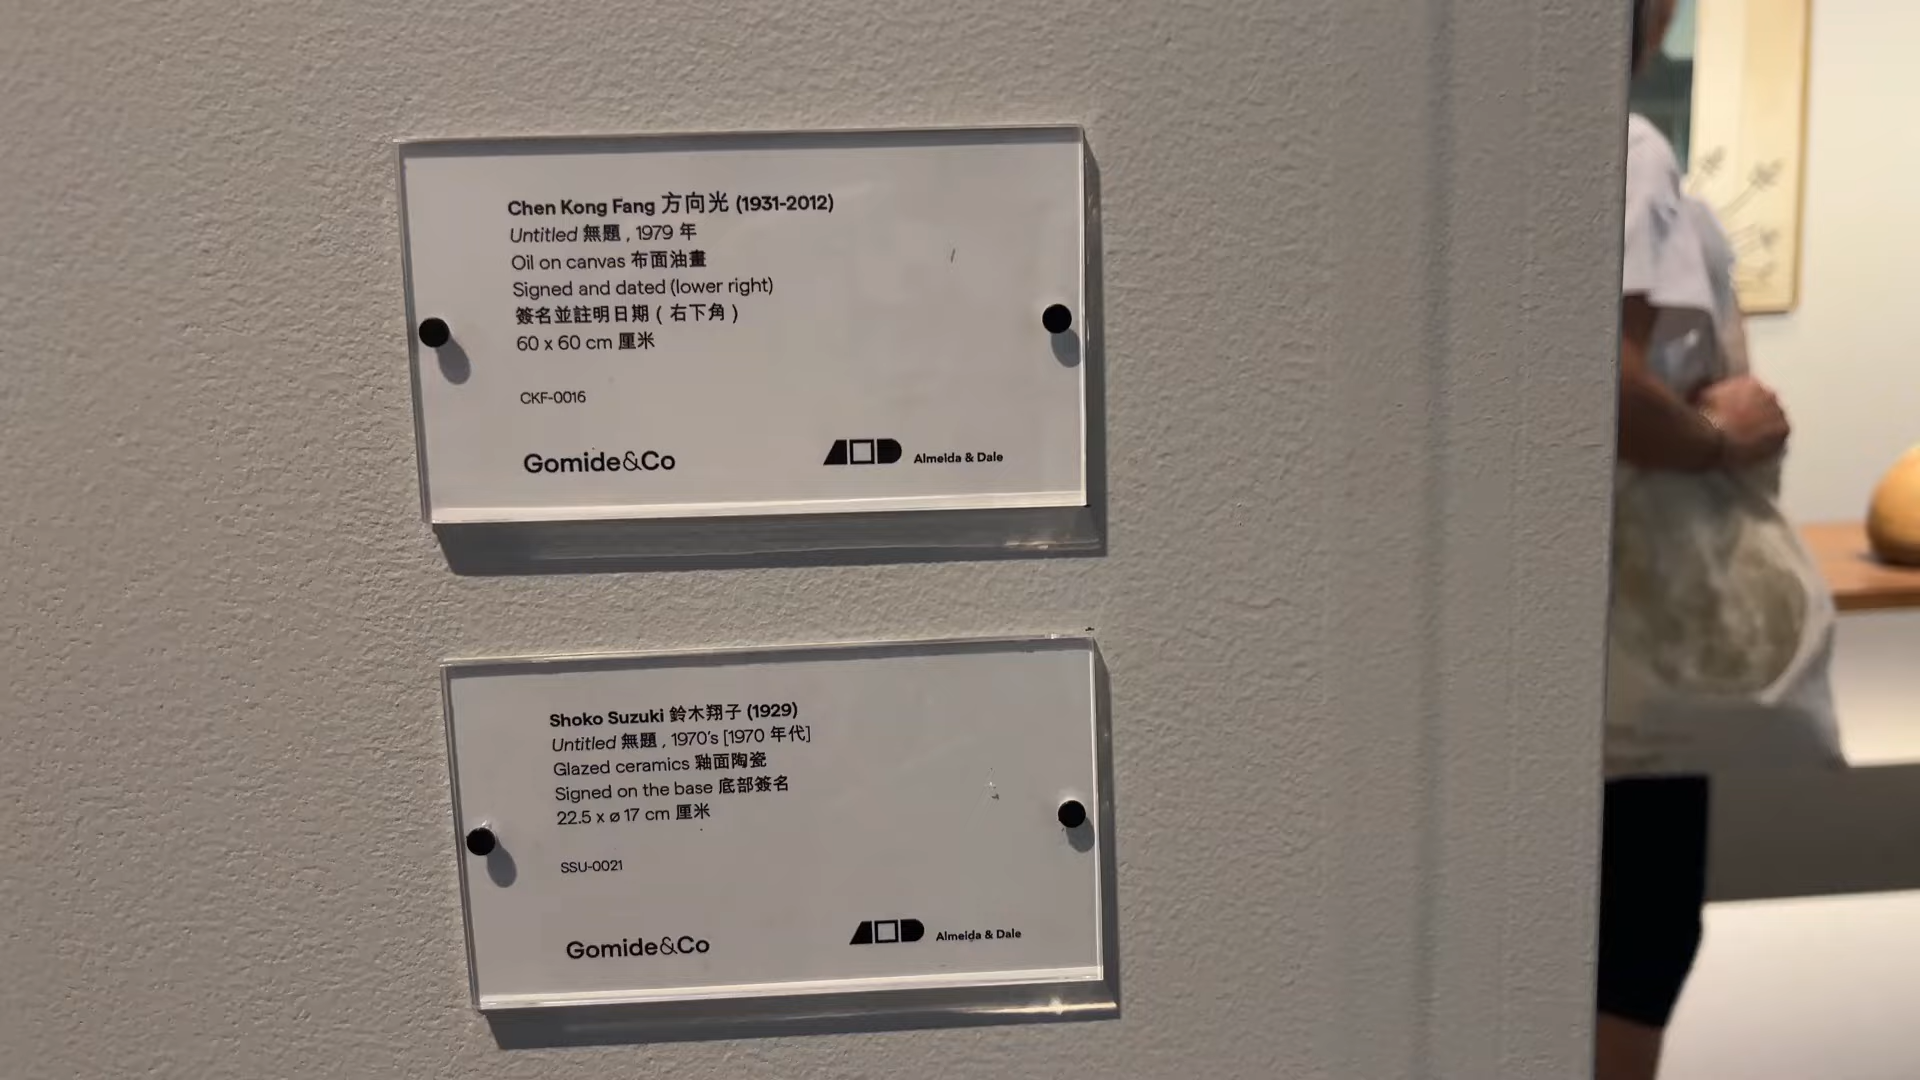 Chen Kong Fang 方向光 (1931-2012)
Untitled 無題 , 1979 年
Oil on canvas 布面油畫
Signed and dated (lower right)
簽名並註明日期 ( 右下角 )
60 x 60 cm 厘米
CKF-0016
Gomide&Co
Almeida & Dale
Shoko Suzuki 鈴木翔子 (1929)
Untitled 無題 , 1970's [1970 年代]
Glazed ceramics 釉面陶瓷
Signed on the base 底部簽名
22.5 x ø 17 cm 厘米
SSU-0021
Gomide&Co
Almeida & Dale